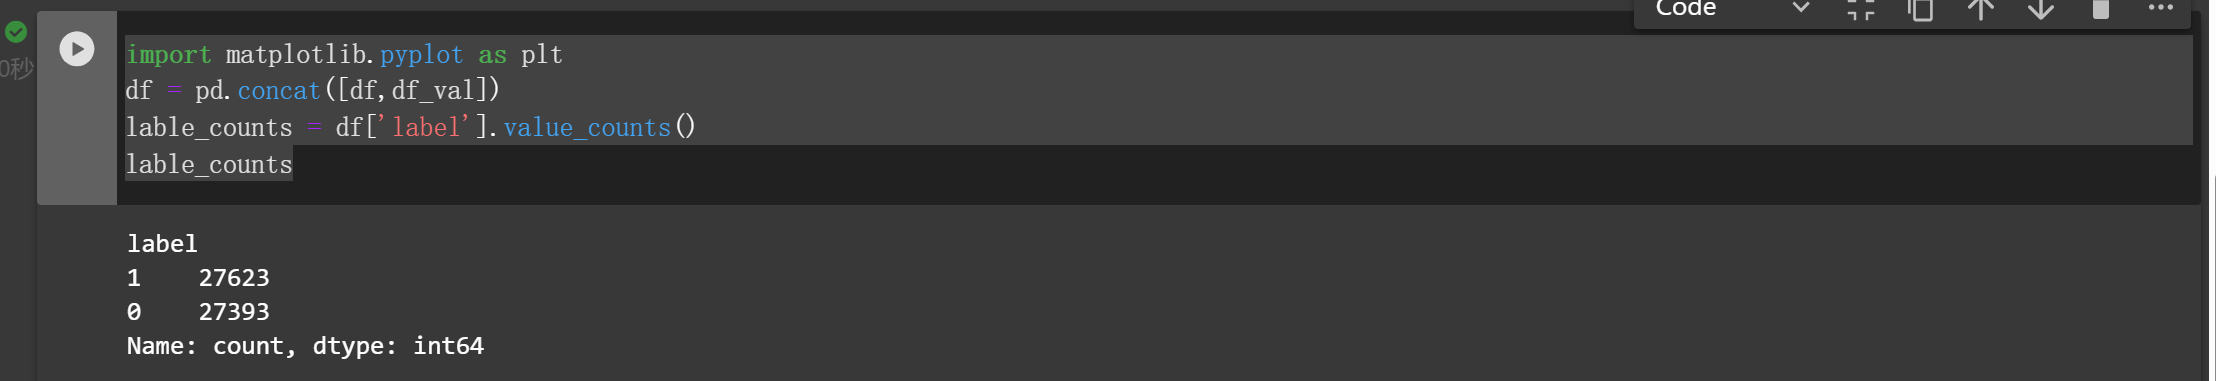 Code
0秒
import matplotlib.pyplot as plt
df = pd.concat([df,df_val])
lable_counts = df['label'].value_counts()
lable_counts
label
1    27623
0    27393
Name: count, dtype: int64